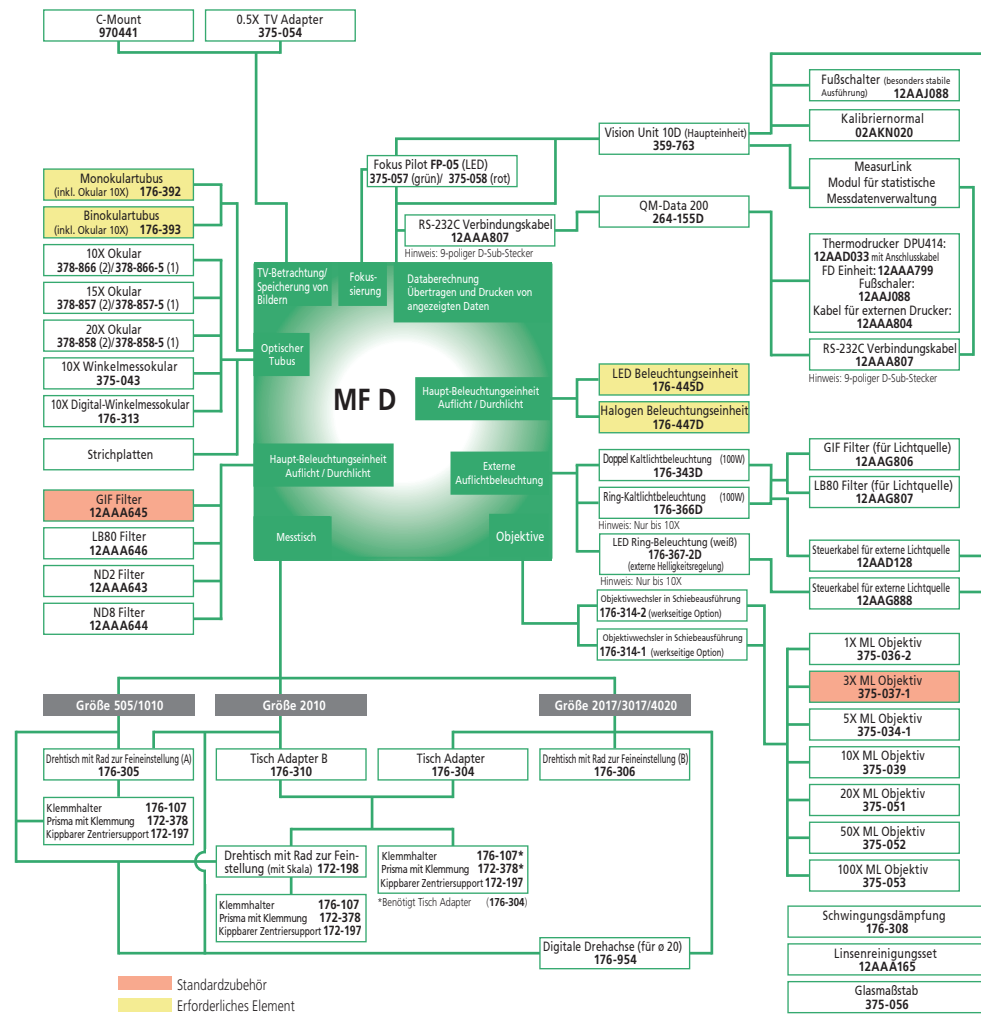 C-Mount
970441
0.5X TV Adapter
375-054
Fußschalter (besonders stabile
Ausführung) 12AAJ088
Kalibriernormal
02AKN020
Vision Unit 10D (Haupteinheit)
359-763
Fokus Pilot FP-05 (LED)
375-057 (grün)/ 375-058 (rot)
MeasurLink
Modul für statistische
Messdatenverwaltung
Monokulartubus
(inkl. Okular 10X) 176-392
Binokulartubus
(inkl. Okular 10X) 176-393
RS-232C Verbindungskabel
12AAA807
Hinweis: 9-poliger D-Sub-Stecker
QM-Data 200
264-155D
10X Okular
378-866 (2)/378-866-5 (1)
15X Okular
378-857 (2)/378-857-5 (1)
20X Okular
378-858 (2)/378-858-5 (1)
10X Winkelmessokular
375-043
10X Digital-Winkelmessokular
176-313
Strichplatten
Thermodrucker DPU414:
12AAD033 mit Anschlusskabel
FD Einheit: 12AAA799
Fußschaler:
12AAJ088
Kabel für externen Drucker:
12AAA804
RS-232C Verbindungskabel
12AAA807
Hinweis: 9-poliger D-Sub-Stecker
TV-Betrachtung/
Speicherung von
Bildern
Fokus-
sierung
Databerechnung
Übertragen und Drucken von
angezeigten Daten
Optischer
Tubus
MF D
Haupt-Beleuchtungseinheit
Auflicht / Durchlicht
Haupt-Beleuchtungseinheit
Auflicht / Durchlicht
Externe
Auflichtbeleuchtung
Messtisch
Objektive
LED Beleuchtungseinheit
176-445D
Halogen Beleuchtungseinheit
176-447D
GIF Filter
12AAA645
LB80 Filter
12AAA646
ND2 Filter
12AAA643
ND8 Filter
12AAA644
Doppel Kaltlichtbeleuchtung (100W)
176-343D
Ring-Kaltlichtbeleuchtung (100W)
176-366D
Hinweis: Nur bis 10X
LED Ring-Beleuchtung (weiß)
176-367-2D
(externe Helligkeitsregelung)
Hinweis: Nur bis 10X
GIF Filter (für Lichtquelle)
12AAG806
LB80 Filter (für Lichtquelle)
12AAG807
Steuerkabel für externe Lichtquelle
12AAD128
Steuerkabel für externe Lichtquelle
12AAG888
Objektivwechsler in Schiebeausführung
176-314-2 (werkseitige Option)
Objektivwechsler in Schiebeausführung
176-314-1 (werkseitige Option)
1X ML Objektiv
375-036-2
3X ML Objektiv
375-037-1
5X ML Objektiv
375-034-1
10X ML Objektiv
375-039
20X ML Objektiv
375-051
50X ML Objektiv
375-052
100X ML Objektiv
375-053
Größe 505/1010
Größe 2010
Größe 2017/3017/4020
Drehtisch mit Rad zur Feineinstellung (A)
176-305
Tisch Adapter B
176-310
Tisch Adapter
176-304
Drehtisch mit Rad zur Feineinstellung (B)
176-306
Klemmhalter 176-107
Prisma mit Klemmung 172-378
Kippbarer Zentriersupport 172-197
Drehtisch mit Rad zur Fein-
stellung (mit Skala) 172-198
Klemmhalter 176-107*
Prisma mit Klemmung 172-378*
Kippbarer Zentriersupport 172-197
*Benötigt Tisch Adapter (176-304)
Klemmhalter 176-107
Prisma mit Klemmung 172-378
Kippbarer Zentriersupport 172-197
Digitale Drehachse (für ø 20)
176-954
Schwingungsdämpfung
176-308
Linsenreinigungsset
12AAA165
Glasmaßstab
375-056
Standardzubehör
Erforderliches Element